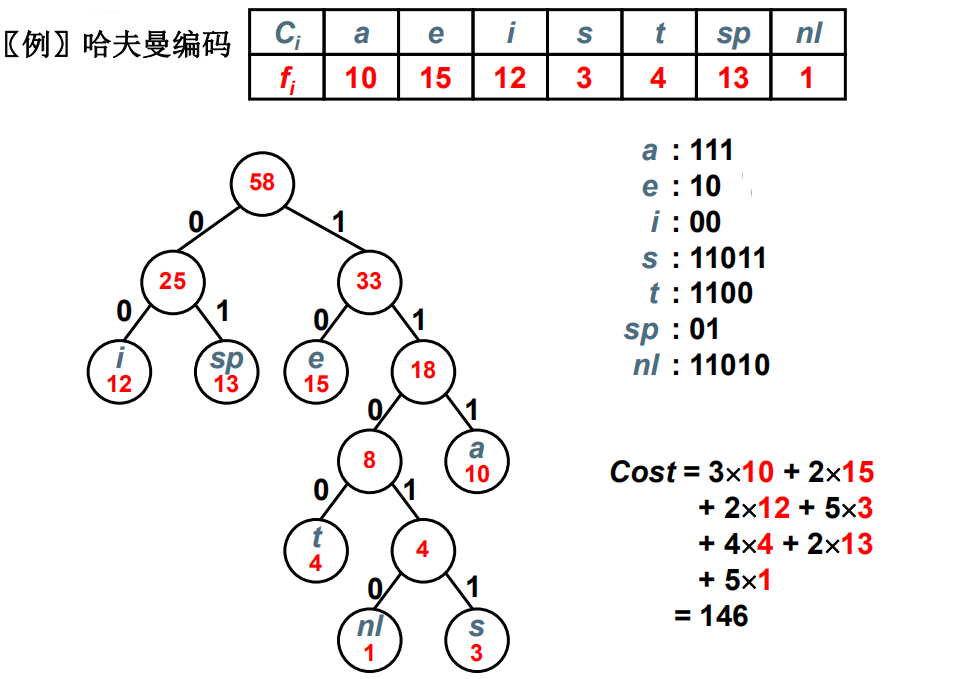 〖例〗哈夫曼编码
Ci a e i s t sp nl
fi 10 15 12 3 4 13 1
58
0 1
25 33
0 1 0 1
i 12 sp 13 e 15 18
0 1
8 a 10
0 1
t 4 4
0 1
nl 1 s 3
a : 111
e : 10
i : 00
s : 11011
t : 1100
sp : 01
nl : 11010
Cost = 3×10 + 2×15
+ 2×12 + 5×3
+ 4×4 + 2×13
+ 5×1
= 146